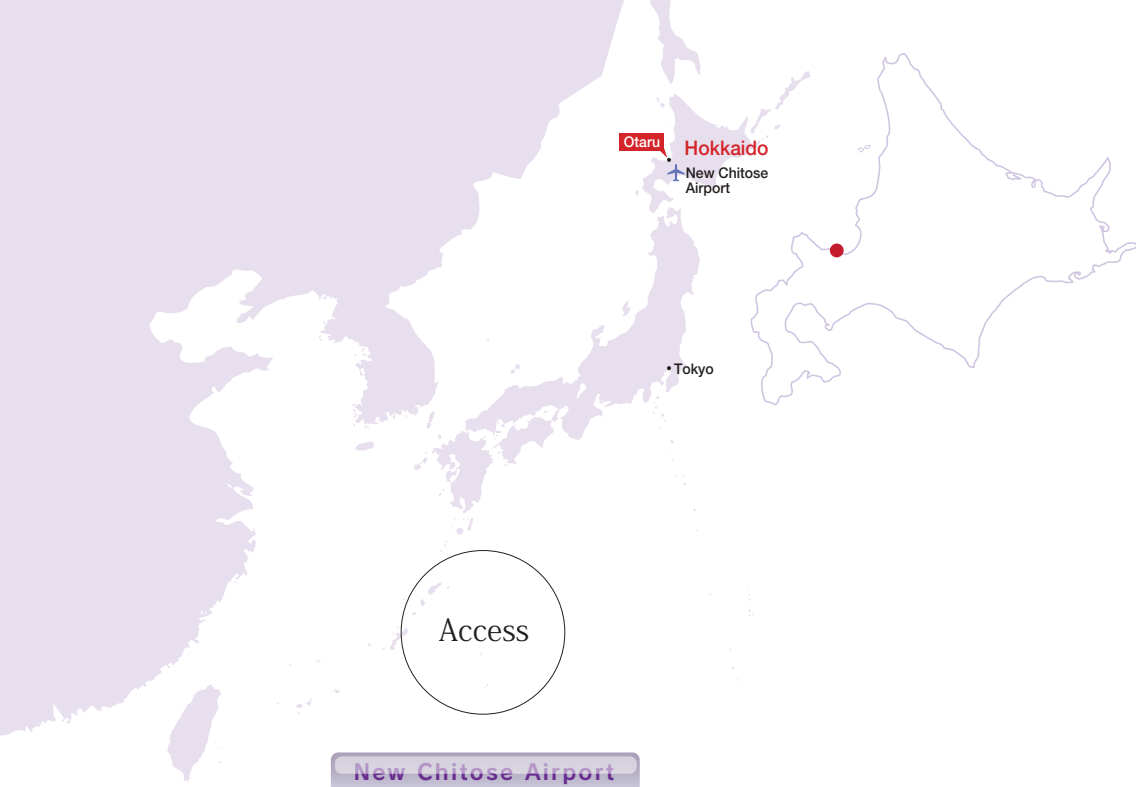 Otaru
Hokkaido
New Chitose
Airport
Tokyo
Access
New Chitose Airport